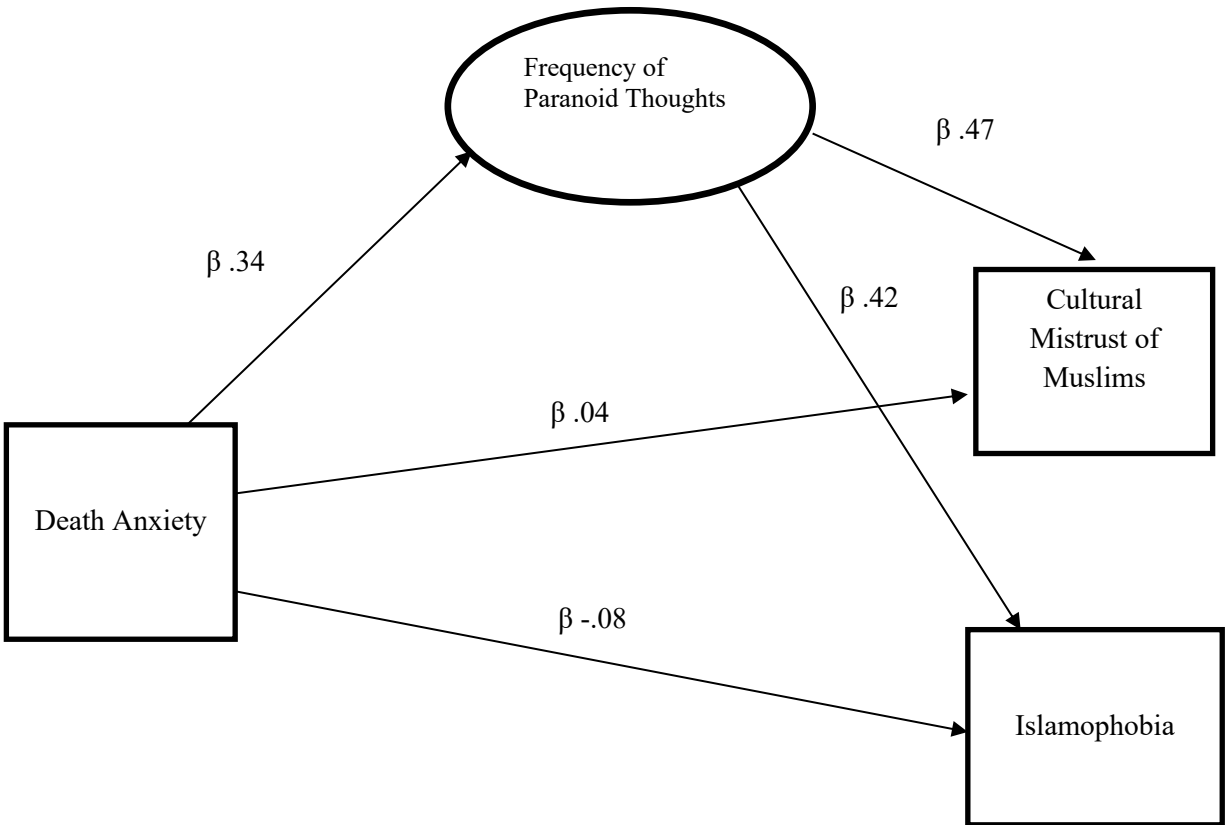 Frequency of
Paranoid Thoughts
β .47
β .34
β .42
Cultural
Mistrust of
Muslims
β .04
Death Anxiety
β -.08
Islamophobia